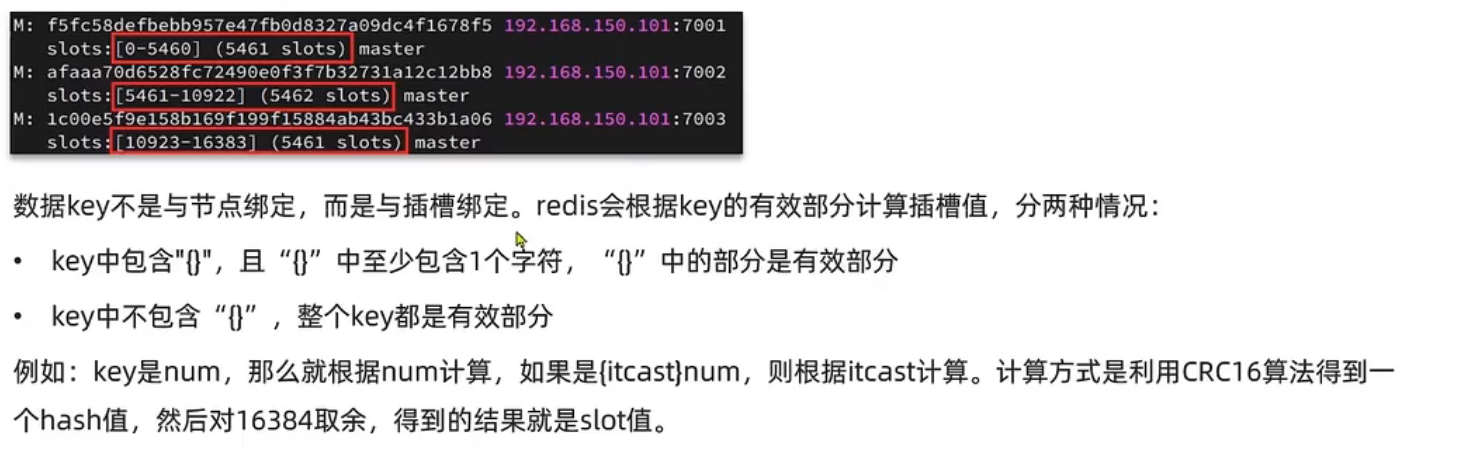 M: f5fc58defbebb957e47fb0d8327a09dc4f1678f5 192.168.150.101:7001
slots:[0-5460] (5461 slots) master
M: afaaa70d6528fc72490e0f3f7b32731a12c12bb8 192.168.150.101:7002
slots:[5461-10922] (5462 slots) master
M: 1c00e5f9e158b169f199f15884ab43bc433b1a06 192.168.150.101:7003
slots:[10923-16383] (5461 slots) master
数据key不是与节点绑定，而是与插槽绑定。redis会根据key的有效部分计算插槽值，分两种情况：
• key中包含"{}"，且“{}”中至少包含1个字符，“{}”中的部分是有效部分
• key中不包含“{}”，整个key都是有效部分
例如：key是num，那么就根据num计算，如果是{itcast}num，则根据itcast计算。计算方式是利用CRC16算法得到一
个hash值，然后对16384取余，得到的结果就是slot值。